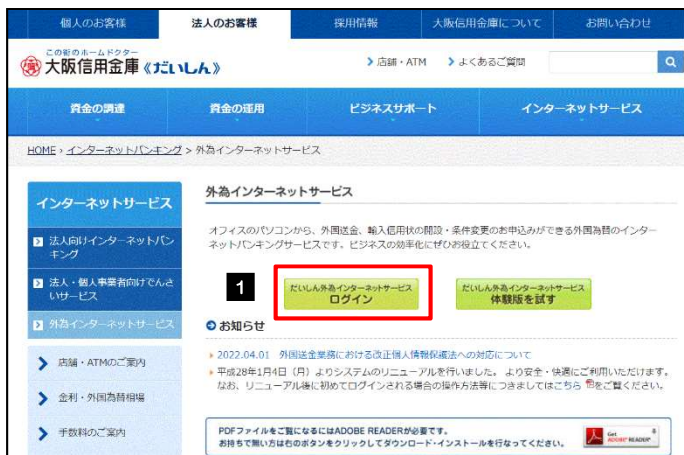 個人のお客様
法人のお客様
採用情報
大阪信用金庫について
お問い合わせ
この街のホームドクター
大阪信用金庫《だいしん》
店舗・ATM
よくあるご質問
資金の調達
資金の運用
ビジネスサポート
インターネットサービス
HOME › インターネットバンキング > 外為インターネットサービス
インターネットサービス
法人向けインターネットバン
キング
法人・個人事業者向けでんさ
いサービス
外為インターネットサービス
店舗・ATMのご案内
金利・外国為替相場
手数料のご案内
外為インターネットサービス
オフィスのパソコンから、外国送金、輸入信用状の開設・条件変更のお申込みができる外国為替のインター
ネットバンキングサービスです。ビジネスの効率化にぜひお役立てください。
1
だいしん外為インターネットサービス
ログイン
だいしん外為インターネットサービス
体験版を試す
お知らせ
2022.04.01 外国送金業務における改正個人情報保護法への対応について
平成28年1月4日（月）よりシステムのリニューアルを行いました。 より安全・快適にご利用いただけます。
なお、リニューアル後に初めてログインされる場合の操作方法等につきましてはこちら をご覧ください。
PDFファイルをご覧になるにはADOBE READERが必要です。
お持ちで無い方は右のボタンをクリックしてダウンロード・インストールを行なってください。
Get
ADOBE® READER®